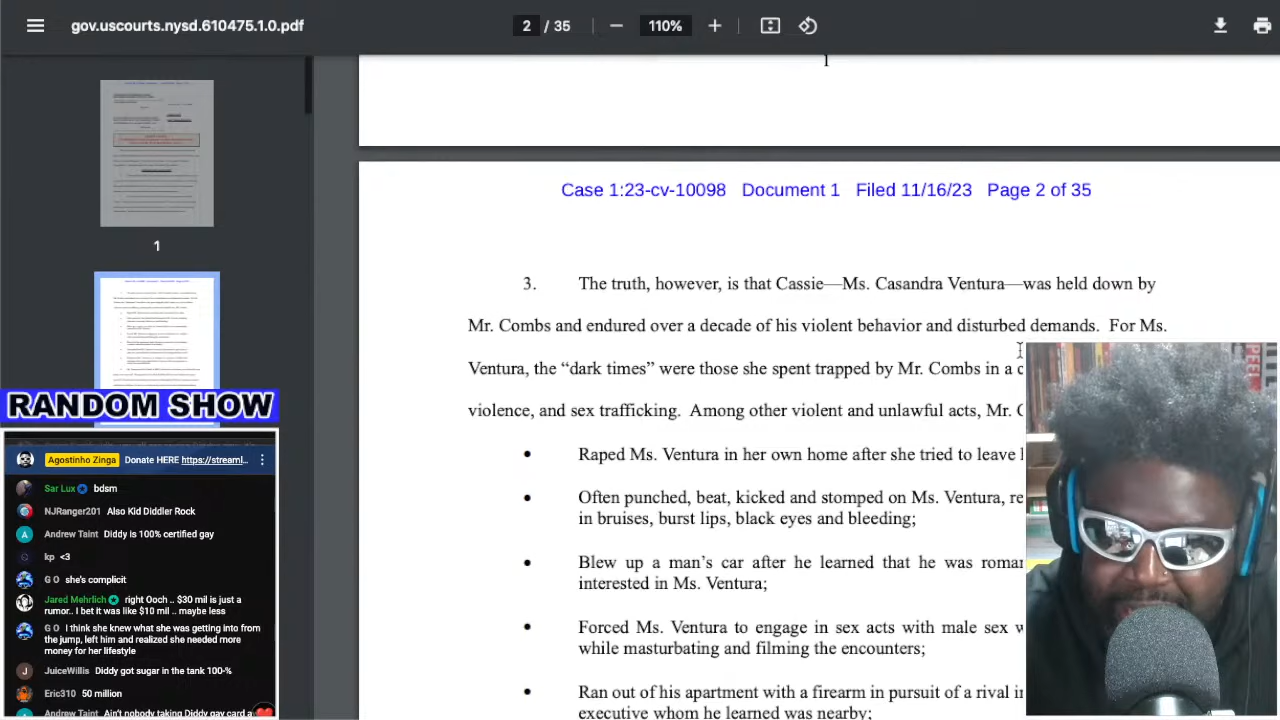 gov.uscourts.nysd.610475.1.0.pdf
2 / 35
110%
1
1
Case 1:23-cv-10098 Document 1 Filed 11/16/23 Page 2 of 35
3. The truth, however, is that Cassie—Ms. Casandra Ventura—was held down by
Mr. Combs and endured over a decade of his violent behavior and disturbed demands. For Ms.
Ventura, the “dark times” were those she spent trapped by Mr. Combs in a
violence, and sex trafficking. Among other violent and unlawful acts, Mr.
• Raped Ms. Ventura in her own home after she tried to leave
• Often punched, beat, kicked and stomped on Ms. Ventura, re
in bruises, burst lips, black eyes and bleeding;
• Blew up a man’s car after he learned that he was roman
interested in Ms. Ventura;
• Forced Ms. Ventura to engage in sex acts with male sex
while masturbating and filming the encounters;
• Ran out of his apartment with a firearm in pursuit of a rival in
executive whom he learned was nearby;
RANDOM SHOW
Agostinho Zinga Donate HERE https://streaml...
Sar Lux bdsm
NJRanger201 Also Kid Diddler Rock
Andrew Taint Diddy is 100% certified gay
kp <3
G O she's complicit
Jared Mehrlich right Ooch .. $30 mil is just a
rumor.. I bet it was like $10 mil .. maybe less
G O I think she knew what she was getting into from
the jump, left him and realized she needed more
money for her lifestyle
JuiceWillis Diddy got sugar in the tank 100-%
Eric310 50 million
Andrew Taint Ain't nobody taking Diddy gay card a